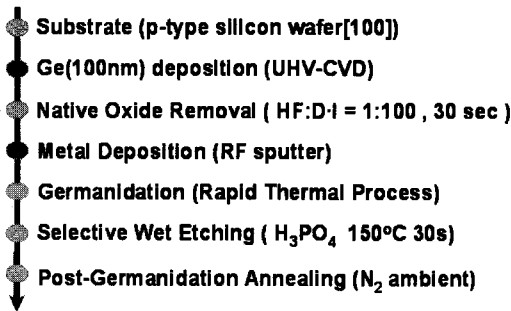 Substrate (p-type silicon wafer[100])
Ge(100nm) deposition (UHV-CVD)
Native Oxide Removal ( HF:D·I = 1:100 , 30 sec )
Metal Deposition (RF sputter)
Germanidation (Rapid Thermal Process)
Selective Wet Etching ( H₃PO₄ 150ºC 30s)
Post-Germanidation Annealing (N₂ ambient)